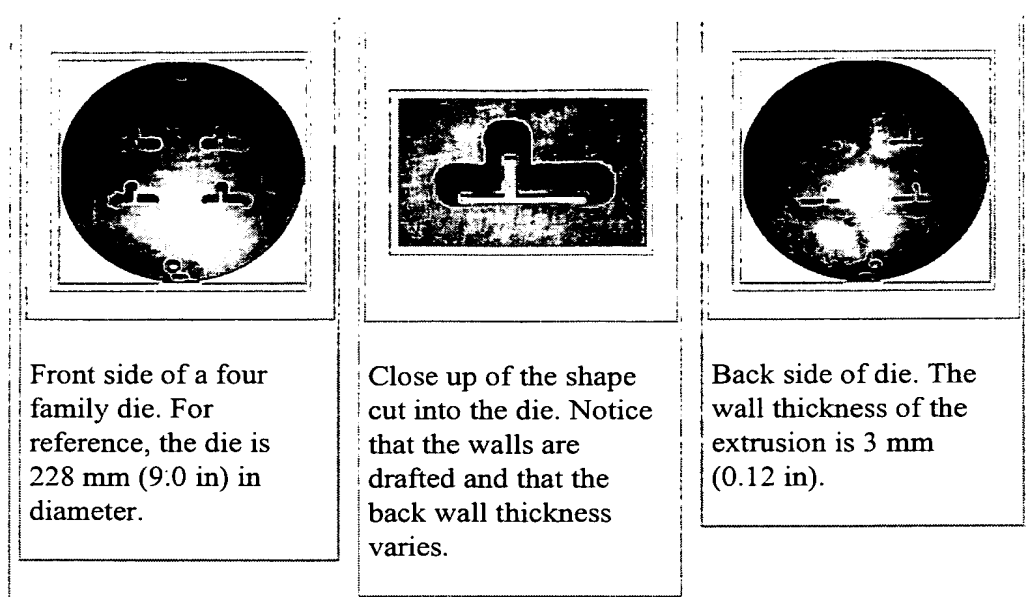 Front side of a four
family die. For
reference, the die is
228 mm (9.0 in) in
diameter.
Close up of the shape
cut into the die. Notice
that the walls are
drafted and that the
back wall thickness
varies.
Back side of die. The
wall thickness of the
extrusion is 3 mm
(0.12 in).